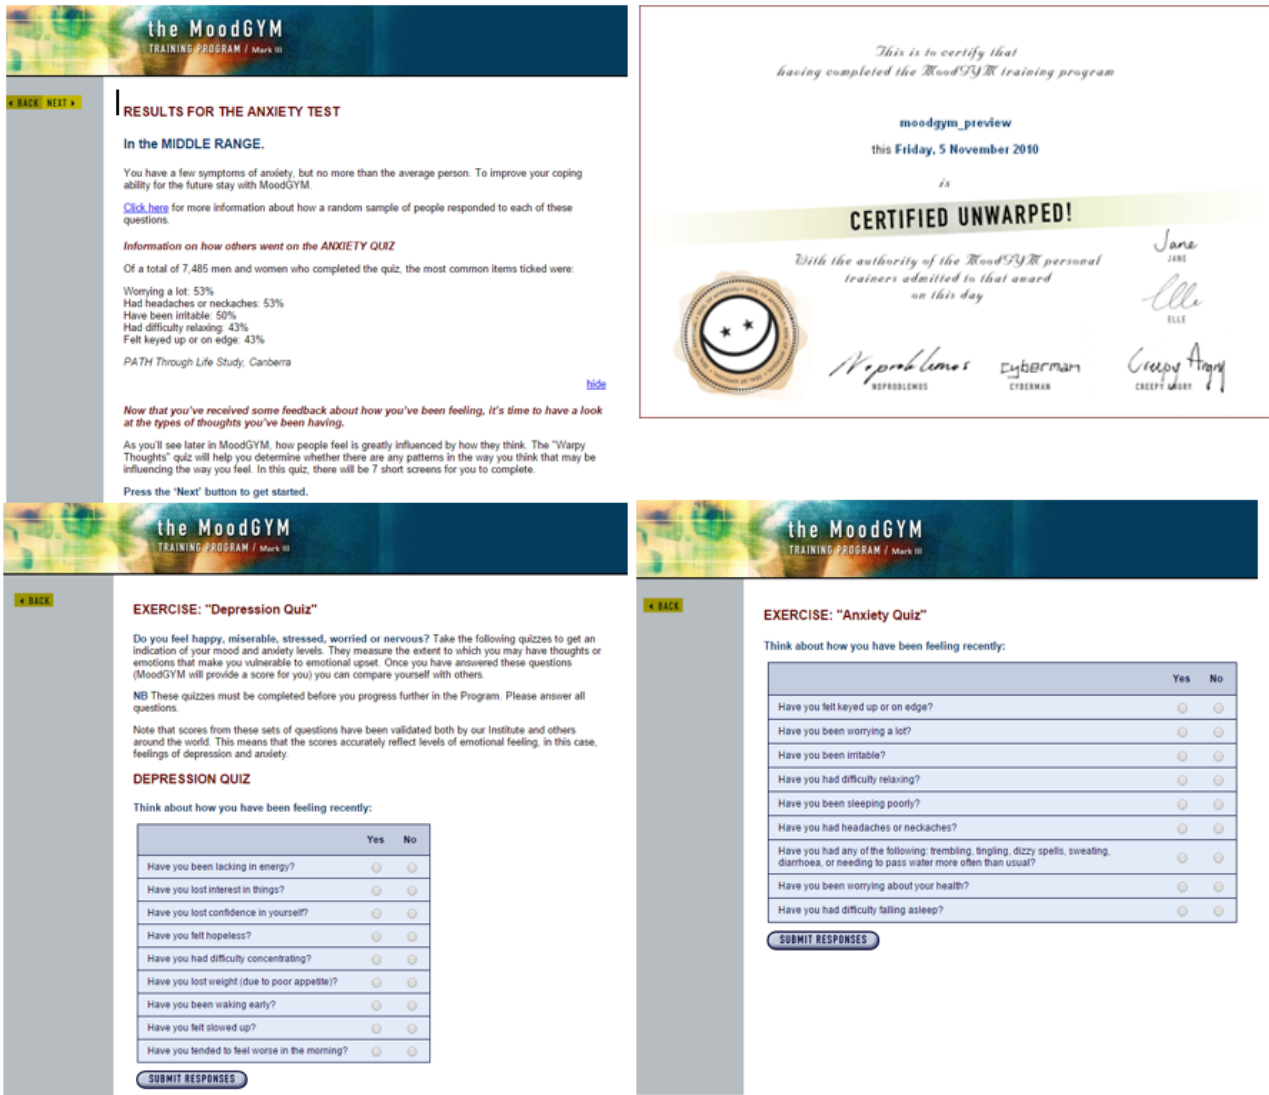 the MoodGYM
TRAINING PROGRAM / Mark III
BACK NEXT
RESULTS FOR THE ANXIETY TEST
In the MIDDLE RANGE.
You have a few symptoms of anxiety, but no more than the average person. To improve your coping
ability for the future stay with MoodGYM.
Click here for more information about how a random sample of people responded to each of these
questions.
Information on how others went on the ANXIETY QUIZ
Of a total of 7,485 men and women who completed the quiz, the most common items ticked were:
Worrying a lot: 53%
Had headaches or neckaches: 53%
Have been irritable: 50%
Had difficulty relaxing: 43%
Felt keyed up or on edge: 43%
PATH Through Life Study, Canberra
hide
Now that you've received some feedback about how you've been feeling, it's time to have a look
at the types of thoughts you've been having.
As you'll see later in MoodGYM, how people feel is greatly influenced by how they think. The "Warpy
Thoughts" quiz will help you determine whether there are any patterns in the way you think that may be
influencing the way you feel. In this quiz, there will be 7 short screens for you to complete.
Press the 'Next' button to get started.
This is to certify that
having completed the MoodGYM training program
moodgym_preview
this Friday, 5 November 2010
is
CERTIFIED UNWARPED!
With the authority of the MoodGYM personal
trainers admitted to that award
on this day
Jane
JANE
Elle
ELLE
SEAL OF APPROVAL
Noproblemos
NOPROBLEMOS
Cyberman
CYBERMAN
Creepy Angry
CREEPY ANGRY
the MoodGYM
TRAINING PROGRAM / Mark III
BACK
EXERCISE: "Depression Quiz"
Do you feel happy, miserable, stressed, worried or nervous? Take the following quizzes to get an
indication of your mood and anxiety levels. They measure the extent to which you may have thoughts or
emotions that make you vulnerable to emotional upset. Once you have answered these questions
(MoodGYM will provide a score for you) you can compare yourself with others.
NB These quizzes must be completed before you progress further in the Program. Please answer all
questions.
Note that scores from these sets of questions have been validated both by our Institute and others
around the world. This means that the scores accurately reflect levels of emotional feeling, in this case,
feelings of depression and anxiety.
DEPRESSION QUIZ
Think about how you have been feeling recently:
Yes No
Have you been lacking in energy?
Have you lost interest in things?
Have you lost confidence in yourself?
Have you felt hopeless?
Have you had difficulty concentrating?
Have you lost weight (due to poor appetite)?
Have you been waking early?
Have you felt slowed up?
Have you tended to feel worse in the morning?
SUBMIT RESPONSES
the MoodGYM
TRAINING PROGRAM / Mark III
BACK
EXERCISE: "Anxiety Quiz"
Think about how you have been feeling recently:
Yes No
Have you felt keyed up or on edge?
Have you been worrying a lot?
Have you been irritable?
Have you had difficulty relaxing?
Have you been sleeping poorly?
Have you had headaches or neckaches?
Have you had any of the following: trembling, tingling, dizzy spells, sweating,
diarrhoea, or needing to pass water more often than usual?
Have you been worrying about your health?
Have you had difficulty falling asleep?
SUBMIT RESPONSES